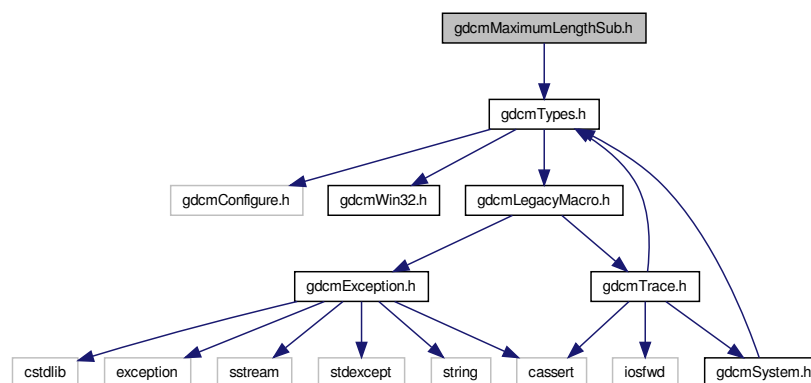 gdcmMaximumLengthSub.h
gdcmTypes.h
gdcmConfigure.h
gdcmWin32.h
gdcmLegacyMacro.h
gdcmException.h
gdcmTrace.h
cstdlib
exception
sstream
stdexcept
string
cassert
iosfwd
gdcmSystem.h